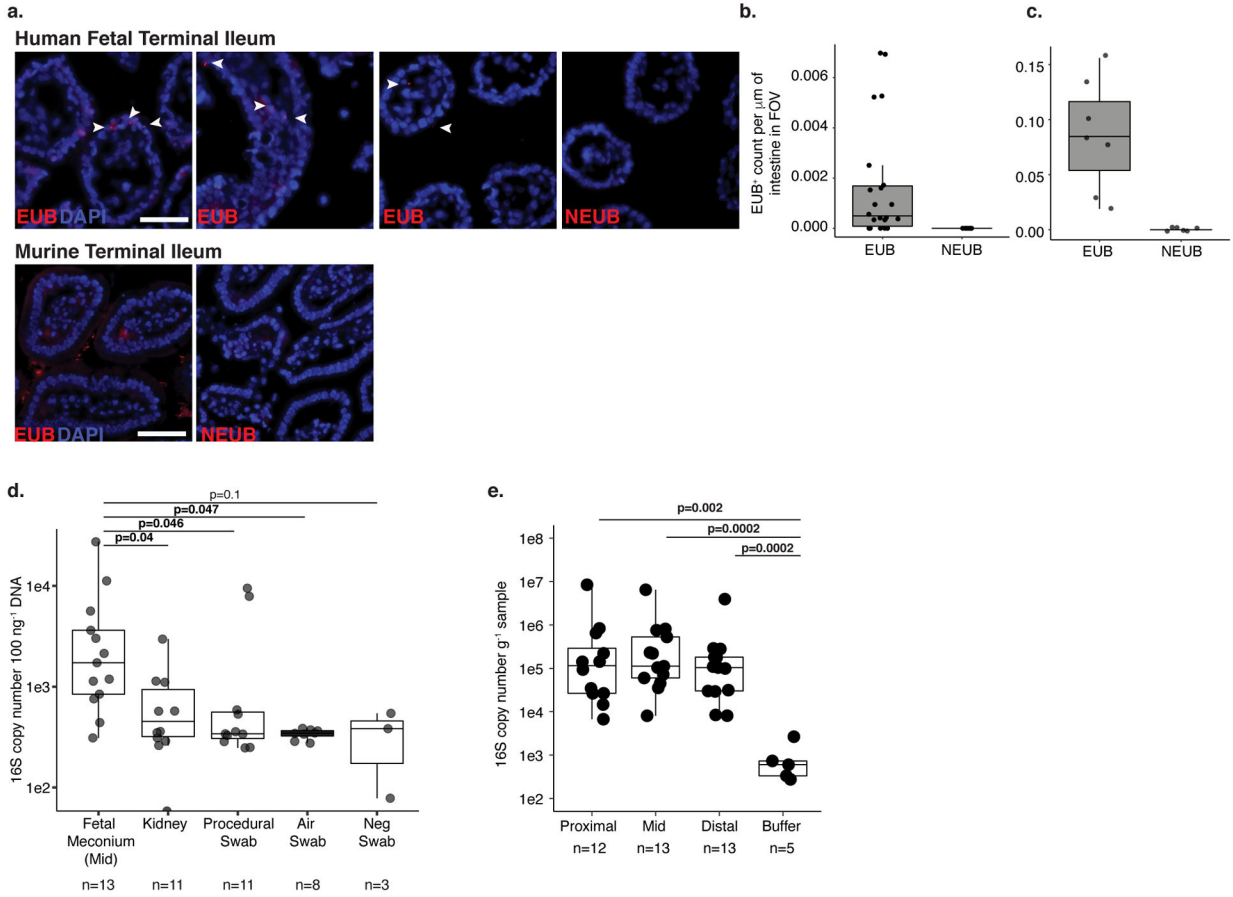 a.
Human Fetal Terminal Ileum
EUBDAPI
EUB
EUB
NEUB
Murine Terminal Ileum
EUBDAPI
NEUB
b.
EUB⁺ count per μm of
intestine in FOV
0.006
0.004
0.002
0.000
EUB
NEUB
c.
0.15
0.10
0.05
0.00
EUB
NEUB
d.
p=0.1
p=0.047
p=0.046
p=0.04
16S copy number 100 ng⁻¹ DNA
1e4
1e3
1e2
Fetal
Meconium
(Mid)
Kidney
Procedural
Swab
Air
Swab
Neg
Swab
n=13
n=11
n=11
n=8
n=3
e.
p=0.002
p=0.0002
p=0.0002
16S copy number g⁻¹ sample
1e8
1e7
1e6
1e5
1e4
1e3
1e2
Proximal
Mid
Distal
Buffer
n=12
n=13
n=13
n=5